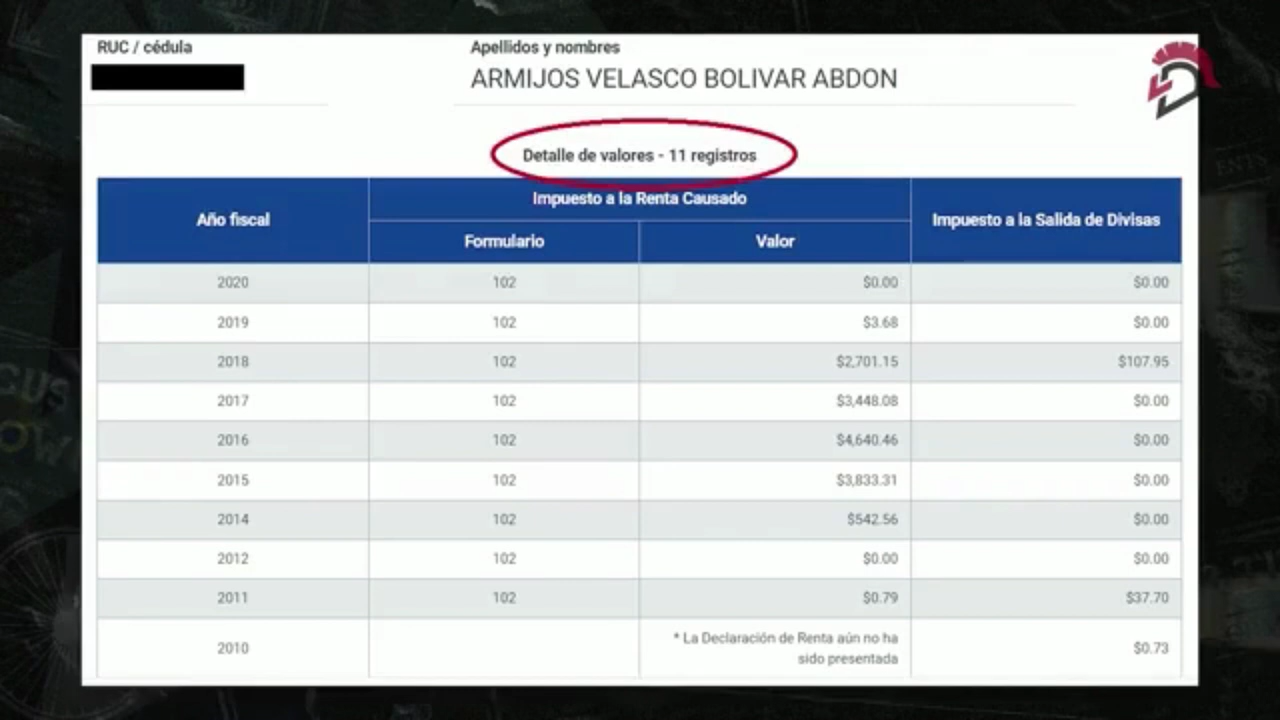 RUC / cédula
Apellidos y nombres
ARMIJOS VELASCO BOLIVAR ABDON
Detalle de valores - 11 registros
Año fiscal
Impuesto a la Renta Causado
Impuesto a la Salida de Divisas
Formulario
Valor
2020 102 $0.00 $0.00
2019 102 $3.68 $0.00
2018 102 $2,701.15 $107.95
2017 102 $3,448.08 $0.00
2016 102 $4,640.46 $0.00
2015 102 $3,833.31 $0.00
2014 102 $542.56 $0.00
2012 102 $0.00 $0.00
2011 102 $0.79 $37.70
2010 * La Declaración de Renta aún no ha
sido presentada $0.73